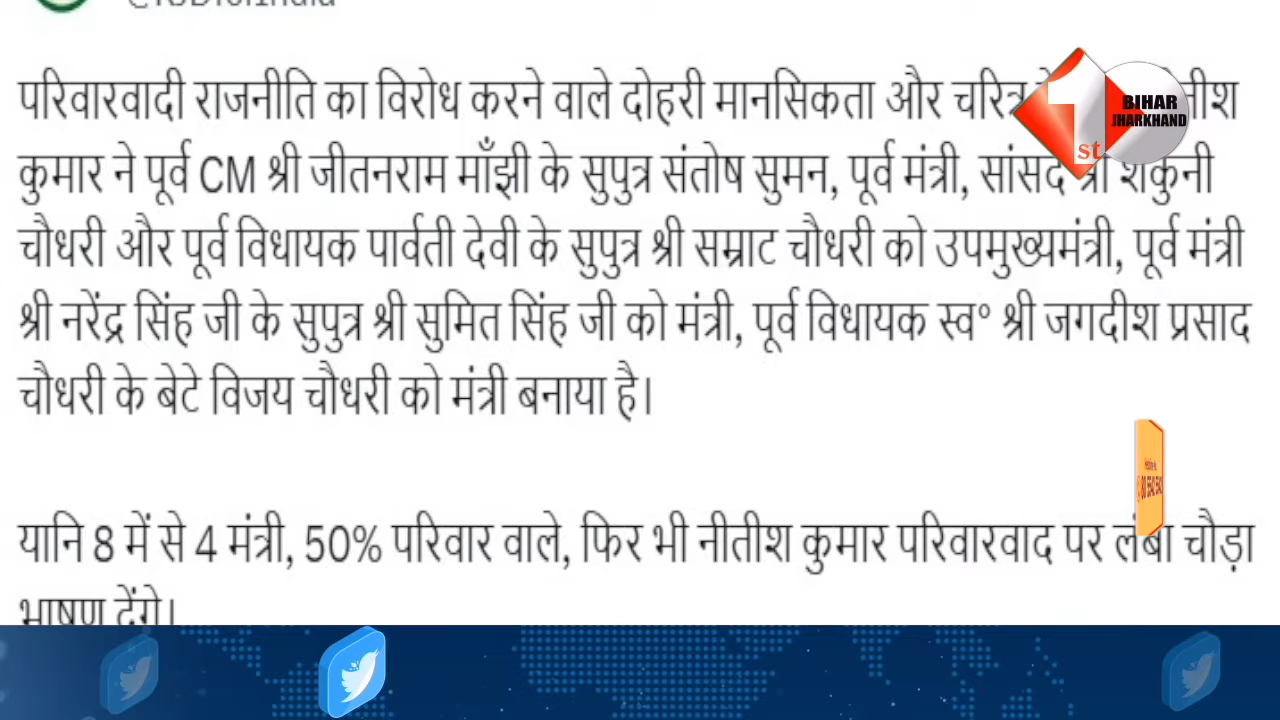 परिवारवादी राजनीति का विरोध करने वाले दोहरी मानसिकता और चरित्र
कुमार ने पूर्व CM श्री जीतनराम माँझी के सुपुत्र संतोष सुमन, पूर्व मंत्री, सांसद श्री शकुनी
चौधरी और पूर्व विधायक पार्वती देवी के सुपुत्र श्री सम्राट चौधरी को उपमुख्यमंत्री, पूर्व मंत्री
श्री नरेंद्र सिंह जी के सुपुत्र श्री सुमित सिंह जी को मंत्री, पूर्व विधायक स्व° श्री जगदीश प्रसाद
चौधरी के बेटे विजय चौधरी को मंत्री बनाया है।
यानि 8 में से 4 मंत्री, 50% परिवार वाले, फिर भी नीतीश कुमार परिवारवाद पर लंबा चौड़ा
भाषण देंगे।
1st
BIHAR
JHARKHAND